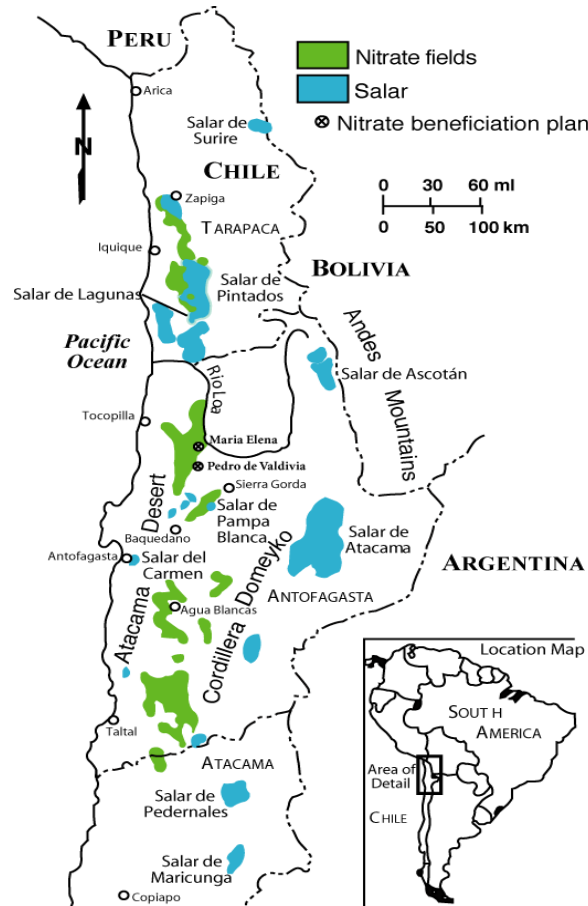 PERU
Nitrate fields
Salar
Nitrate beneficiation plan
Arica
N
Salar de
Surire
CHILE
0 30 60 ml
0 50 100 km
Zapiga
TARAPACA
Iquique
BOLIVIA
Salar de
Pintados
Salar de Lagunas
Pacific
Ocean
Andes
Mountains
Rio Loa
Salar de Ascotán
Tocopilla
Maria Elena
Pedro de Valdivia
Sierra Gorda
Atacama Desert
Salar de
Pampa
Blanca
Baquedano
Salar de
Atacama
Antofagasta
Salar del
Carmen
ARGENTINA
Cordillera Domeyko
ANTOFAGASTA
Agua Blancas
Taltal
ATACAMA
Salar de
Pedernales
Salar de
Maricunga
Copiapo
Location Map
SOUT H
AMERICA
Area of
Detail
CHILE